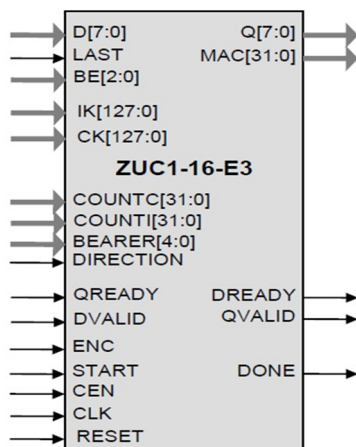 D[7:0] Q[7:0]
LAST MAC[31:0]
BE[2:0]
IK[127:0]
CK[127:0]
ZUC1-16-E3
COUNTC[31:0]
COUNTI[31:0]
BEARER[4:0]
DIRECTION
QREADY DREADY
DVALID QVALID
ENC
START DONE
CEN
CLK
RESET